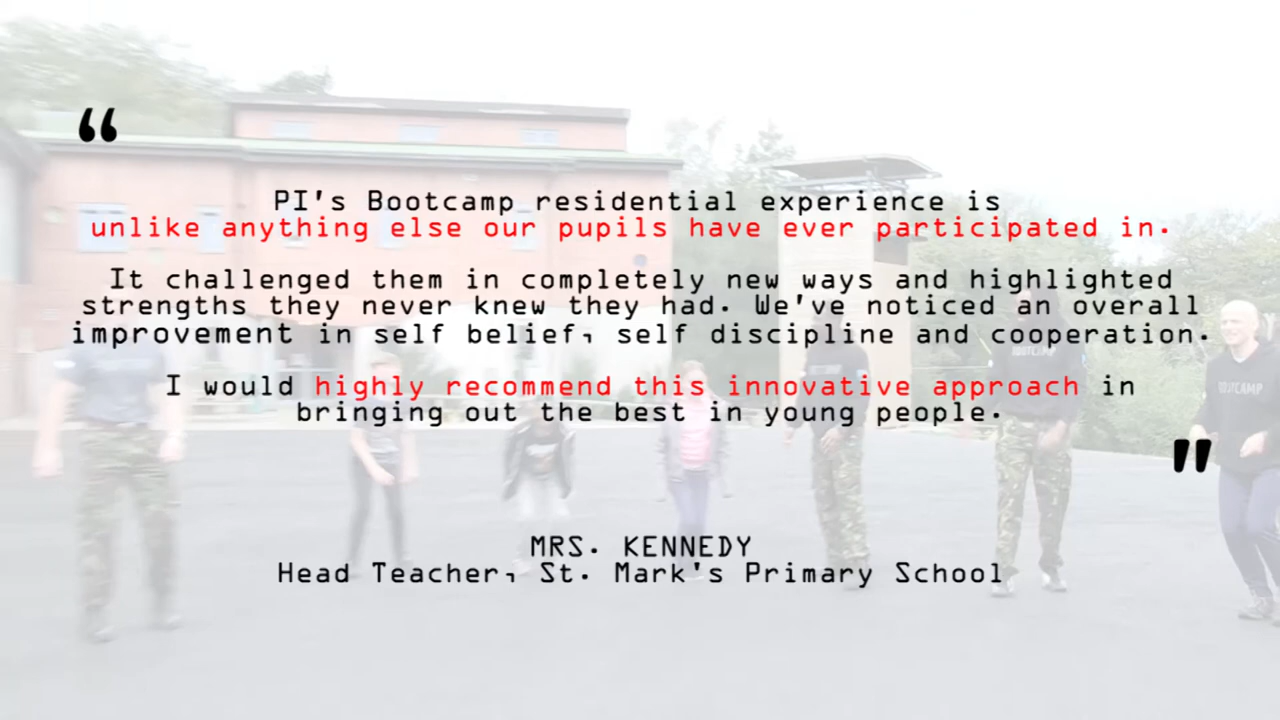 “
PI's Bootcamp residential experience is
unlike anything else our pupils have ever participated in.
It challenged them in completely new ways and highlighted
strengths they never knew they had. We've noticed an overall
improvement in self belief, self discipline and cooperation.
I would highly recommend this innovative approach in
bringing out the best in young people.
"
MRS. KENNEDY
Head Teacher, St. Mark's Primary School
BOOTCAMP
BOOTCAMP